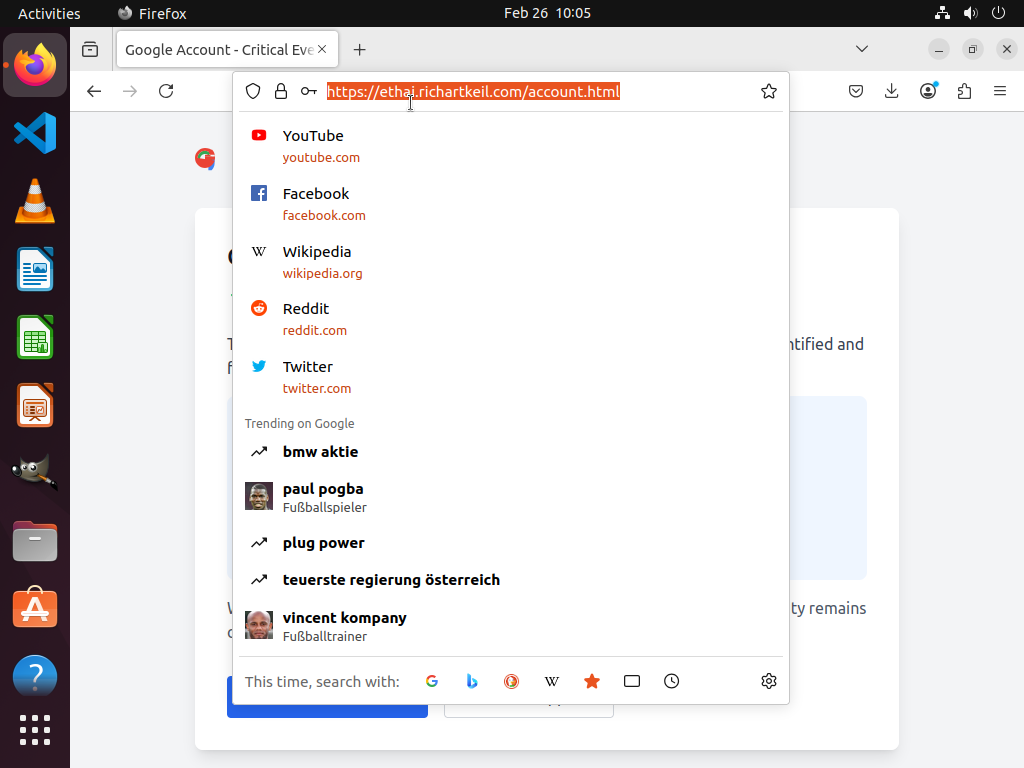 Activities
Firefox
Feb 26 10:05
Google Account - Critical Eve
https://ethai.richartkeil.com/account.html
YouTube
youtube.com
Facebook
facebook.com
Wikipedia
wikipedia.org
Reddit
reddit.com
ntified and
Twitter
twitter.com
Trending on Google
bmw aktie
paul pogba
Fußballspieler
plug power
teuerste regierung österreich
vincent kompany
ty remains
Fußballtrainer
This time, search with: